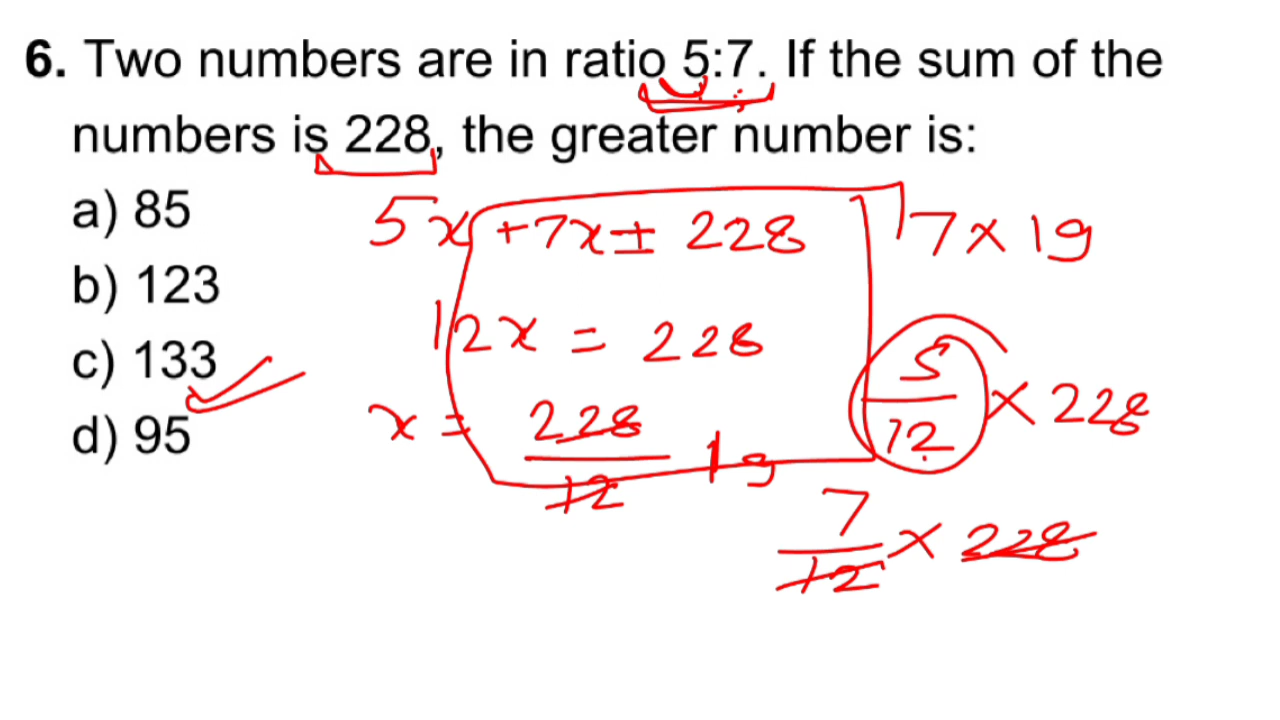 6. Two numbers are in ratio 5:7. If the sum of the
numbers is 228, the greater number is:
a) 85
b) 123
c) 133
d) 95
5x+7x± 228
12x = 228
x = 228
12
19
7×19
5
12
×228
7
12
×228